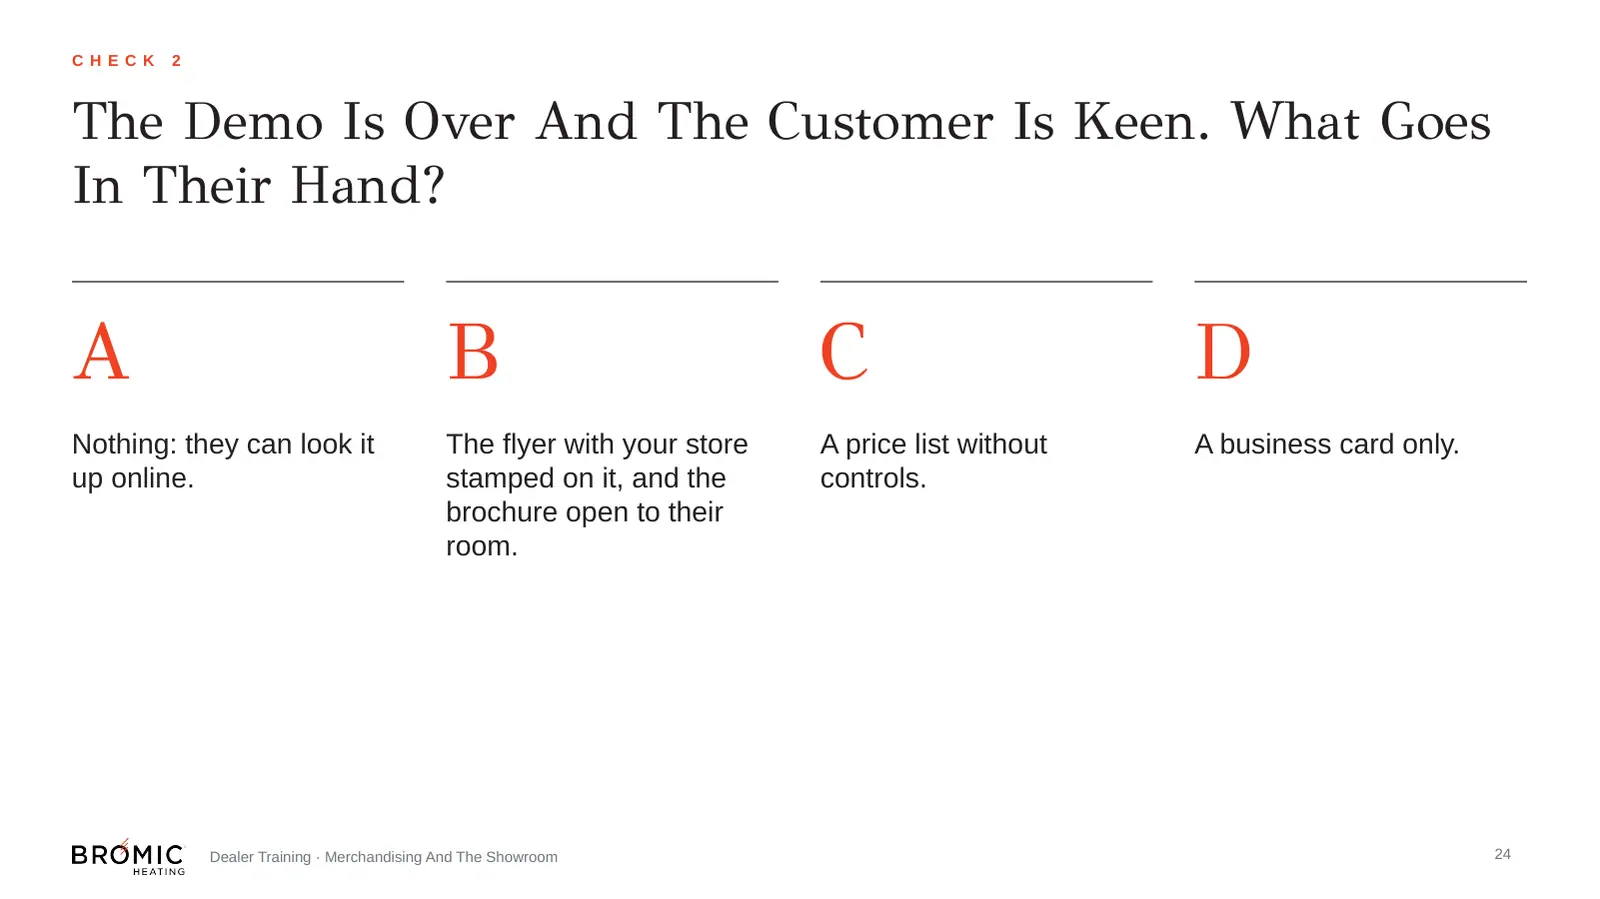 CHECK 2
The Demo Is Over And The Customer Is Keen. What Goes
In Their Hand?
A
Nothing: they can look it
up online.
B
The flyer with your store
stamped on it, and the
brochure open to their
room.
C
A price list without
controls.
D
A business card only.
BROMIC
HEATING
Dealer Training · Merchandising And The Showroom
24